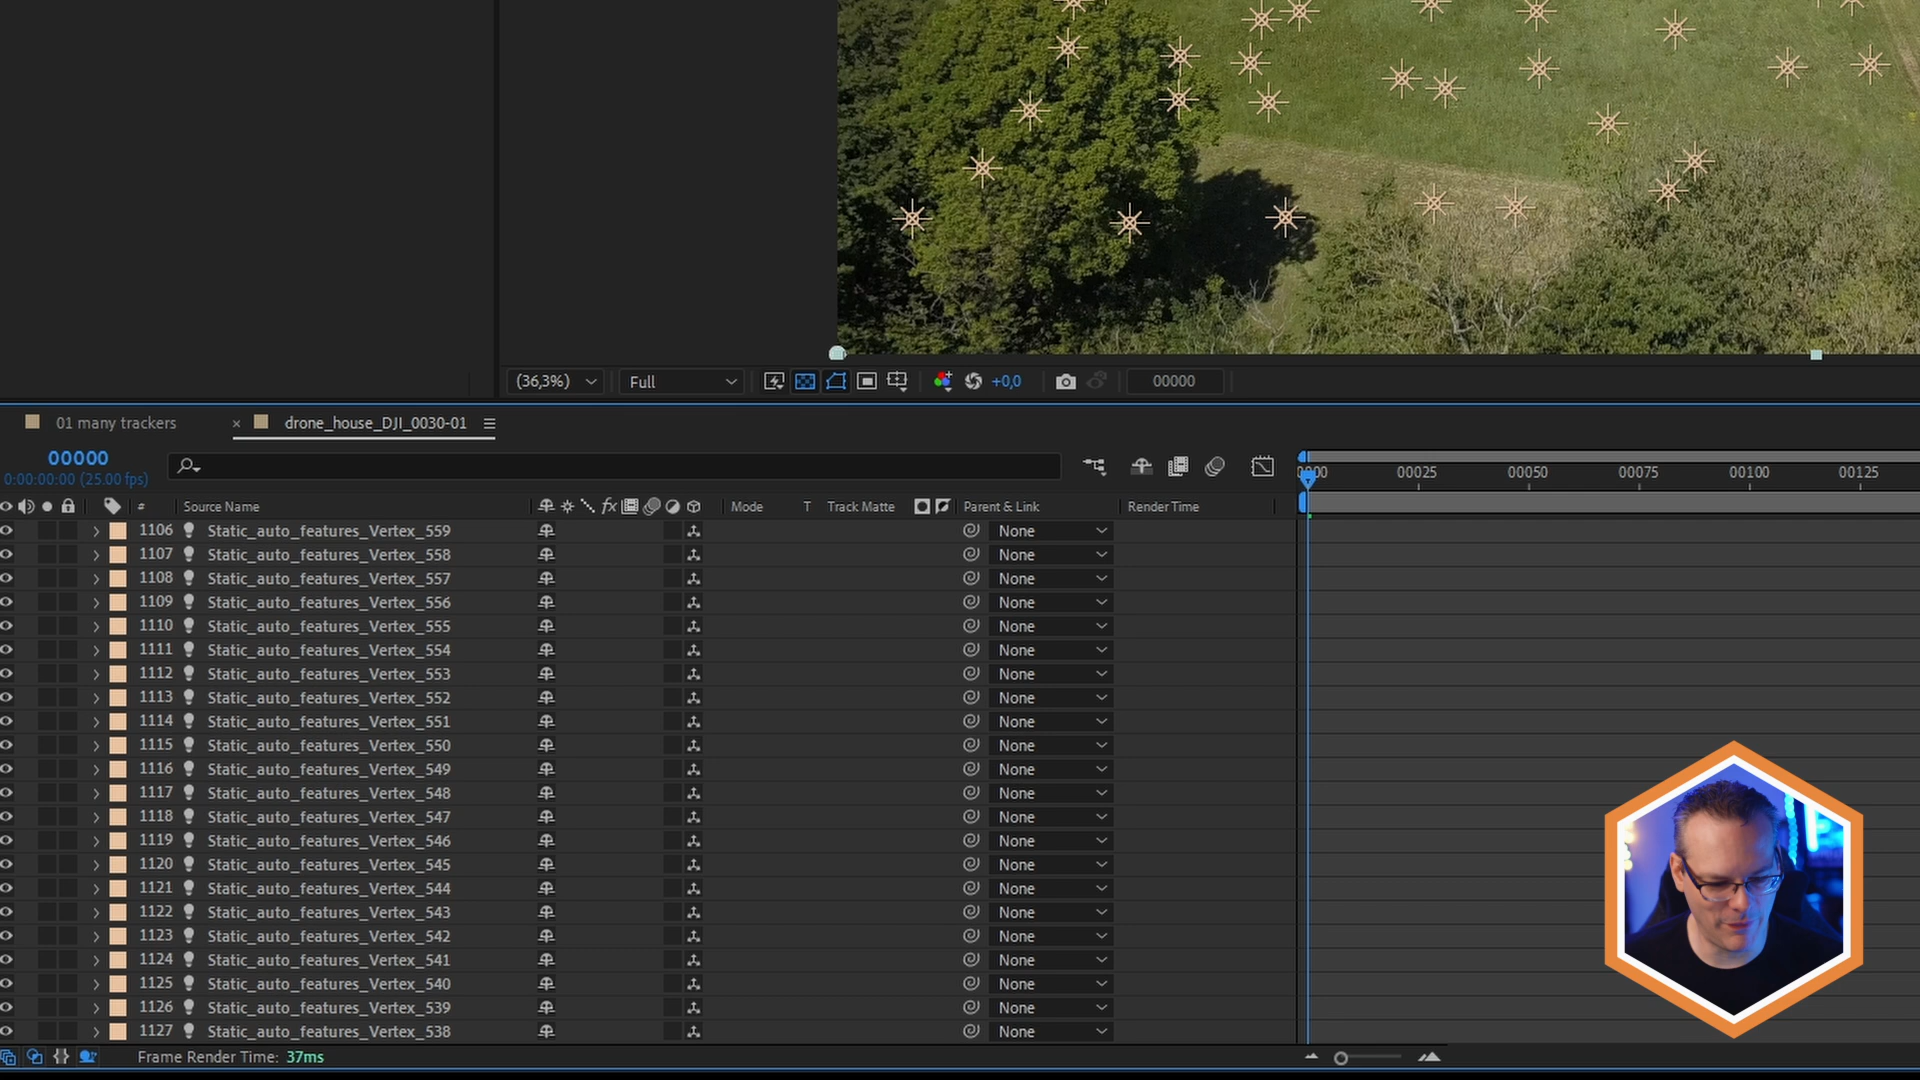 (36,3%) Full +0,0 00000
01 many trackers × drone_house_DJI_0030-01
00000
0:00:00:00 (25.00 fps)
00025 00050 00075 00100 00125
# Source Name fx Mode T Track Matte Parent & Link Render Time
1106 Static_auto_features_Vertex_559 None
1107 Static_auto_features_Vertex_558 None
1108 Static_auto_features_Vertex_557 None
1109 Static_auto_features_Vertex_556 None
1110 Static_auto_features_Vertex_555 None
1111 Static_auto_features_Vertex_554 None
1112 Static_auto_features_Vertex_553 None
1113 Static_auto_features_Vertex_552 None
1114 Static_auto_features_Vertex_551 None
1115 Static_auto_features_Vertex_550 None
1116 Static_auto_features_Vertex_549 None
1117 Static_auto_features_Vertex_548 None
1118 Static_auto_features_Vertex_547 None
1119 Static_auto_features_Vertex_546 None
1120 Static_auto_features_Vertex_545 None
1121 Static_auto_features_Vertex_544 None
1122 Static_auto_features_Vertex_543 None
1123 Static_auto_features_Vertex_542 None
1124 Static_auto_features_Vertex_541 None
1125 Static_auto_features_Vertex_540 None
1126 Static_auto_features_Vertex_539 None
1127 Static_auto_features_Vertex_538 None
Frame Render Time: 37ms